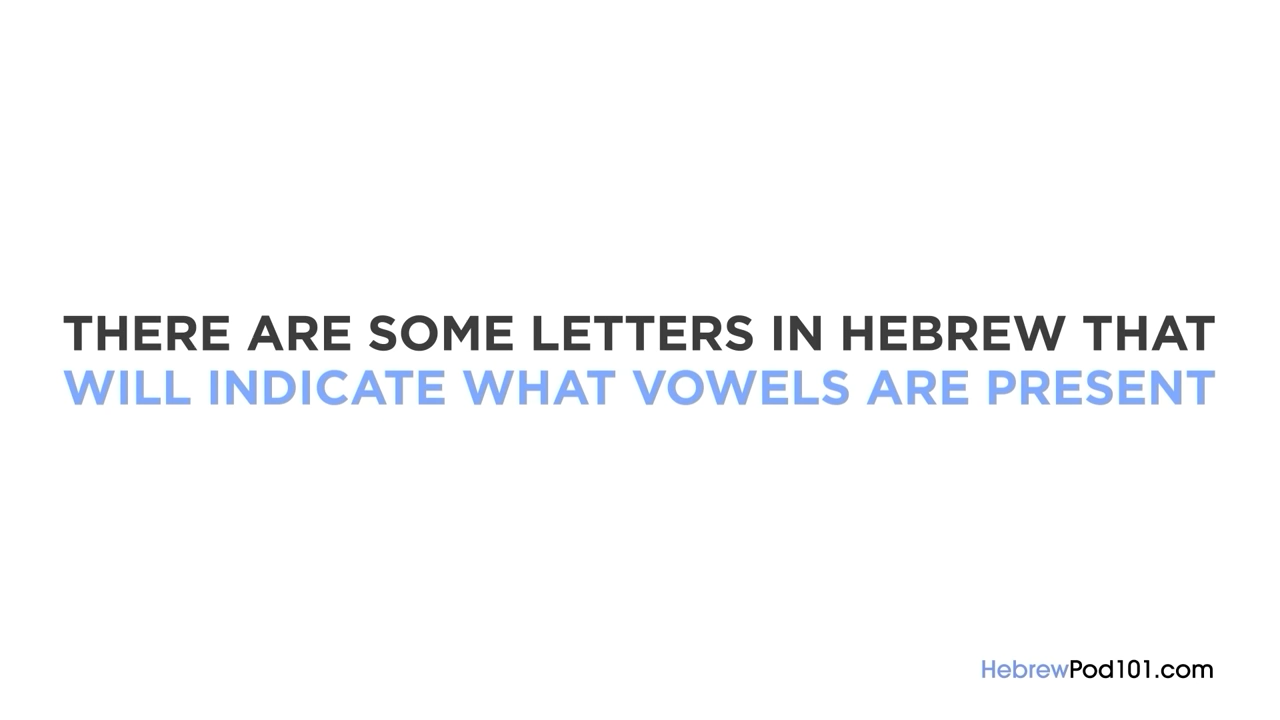 THERE ARE SOME LETTERS IN HEBREW THAT
WILL INDICATE WHAT VOWELS ARE PRESENT
HebrewPod101.com